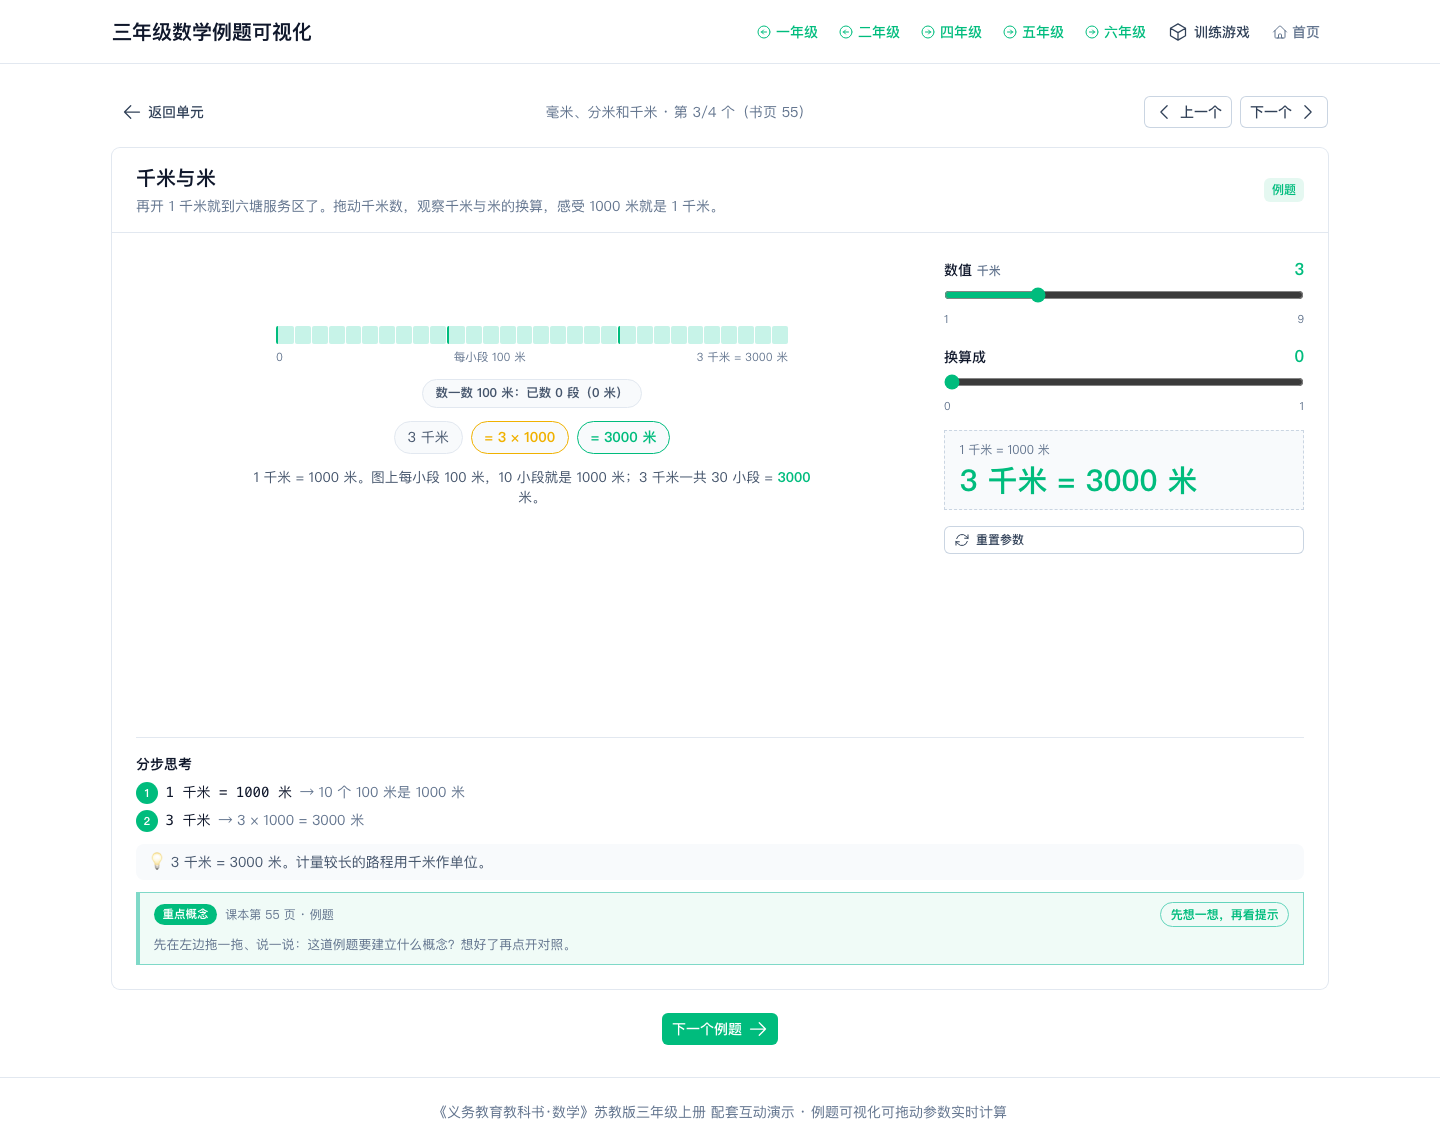 三年级数学例题可视化
一年级
二年级
四年级
五年级
六年级
训练游戏
首页
返回单元
毫米、分米和千米 · 第 3/4 个（书页 55）
上一个
下一个
千米与米
再开 1 千米就到六塘服务区了。拖动千米数，观察千米与米的换算，感受 1000 米就是 1 千米。
例题
0
每小段 100 米
3 千米 = 3000 米
数一数 100 米：已数 0 段（0 米）
3 千米
= 3 × 1000
= 3000 米
1 千米 = 1000 米。图上每小段 100 米，10 小段就是 1000 米；3 千米一共 30 小段 = 3000
米。
数值 千米
3
1
9
换算成
0
0
1
1 千米 = 1000 米
3 千米 = 3000 米
重置参数
分步思考
1 1 千米 = 1000 米 → 10 个 100 米是 1000 米
2 3 千米 → 3 × 1000 = 3000 米
💡 3 千米 = 3000 米。计量较长的路程用千米作单位。
重点概念 课本第 55 页 · 例题
先想一想，再看提示
先在左边拖一拖、说一说：这道例题要建立什么概念？想好了再点开对照。
下一个例题
《义务教育教科书·数学》苏教版三年级上册 配套互动演示 · 例题可视化可拖动参数实时计算